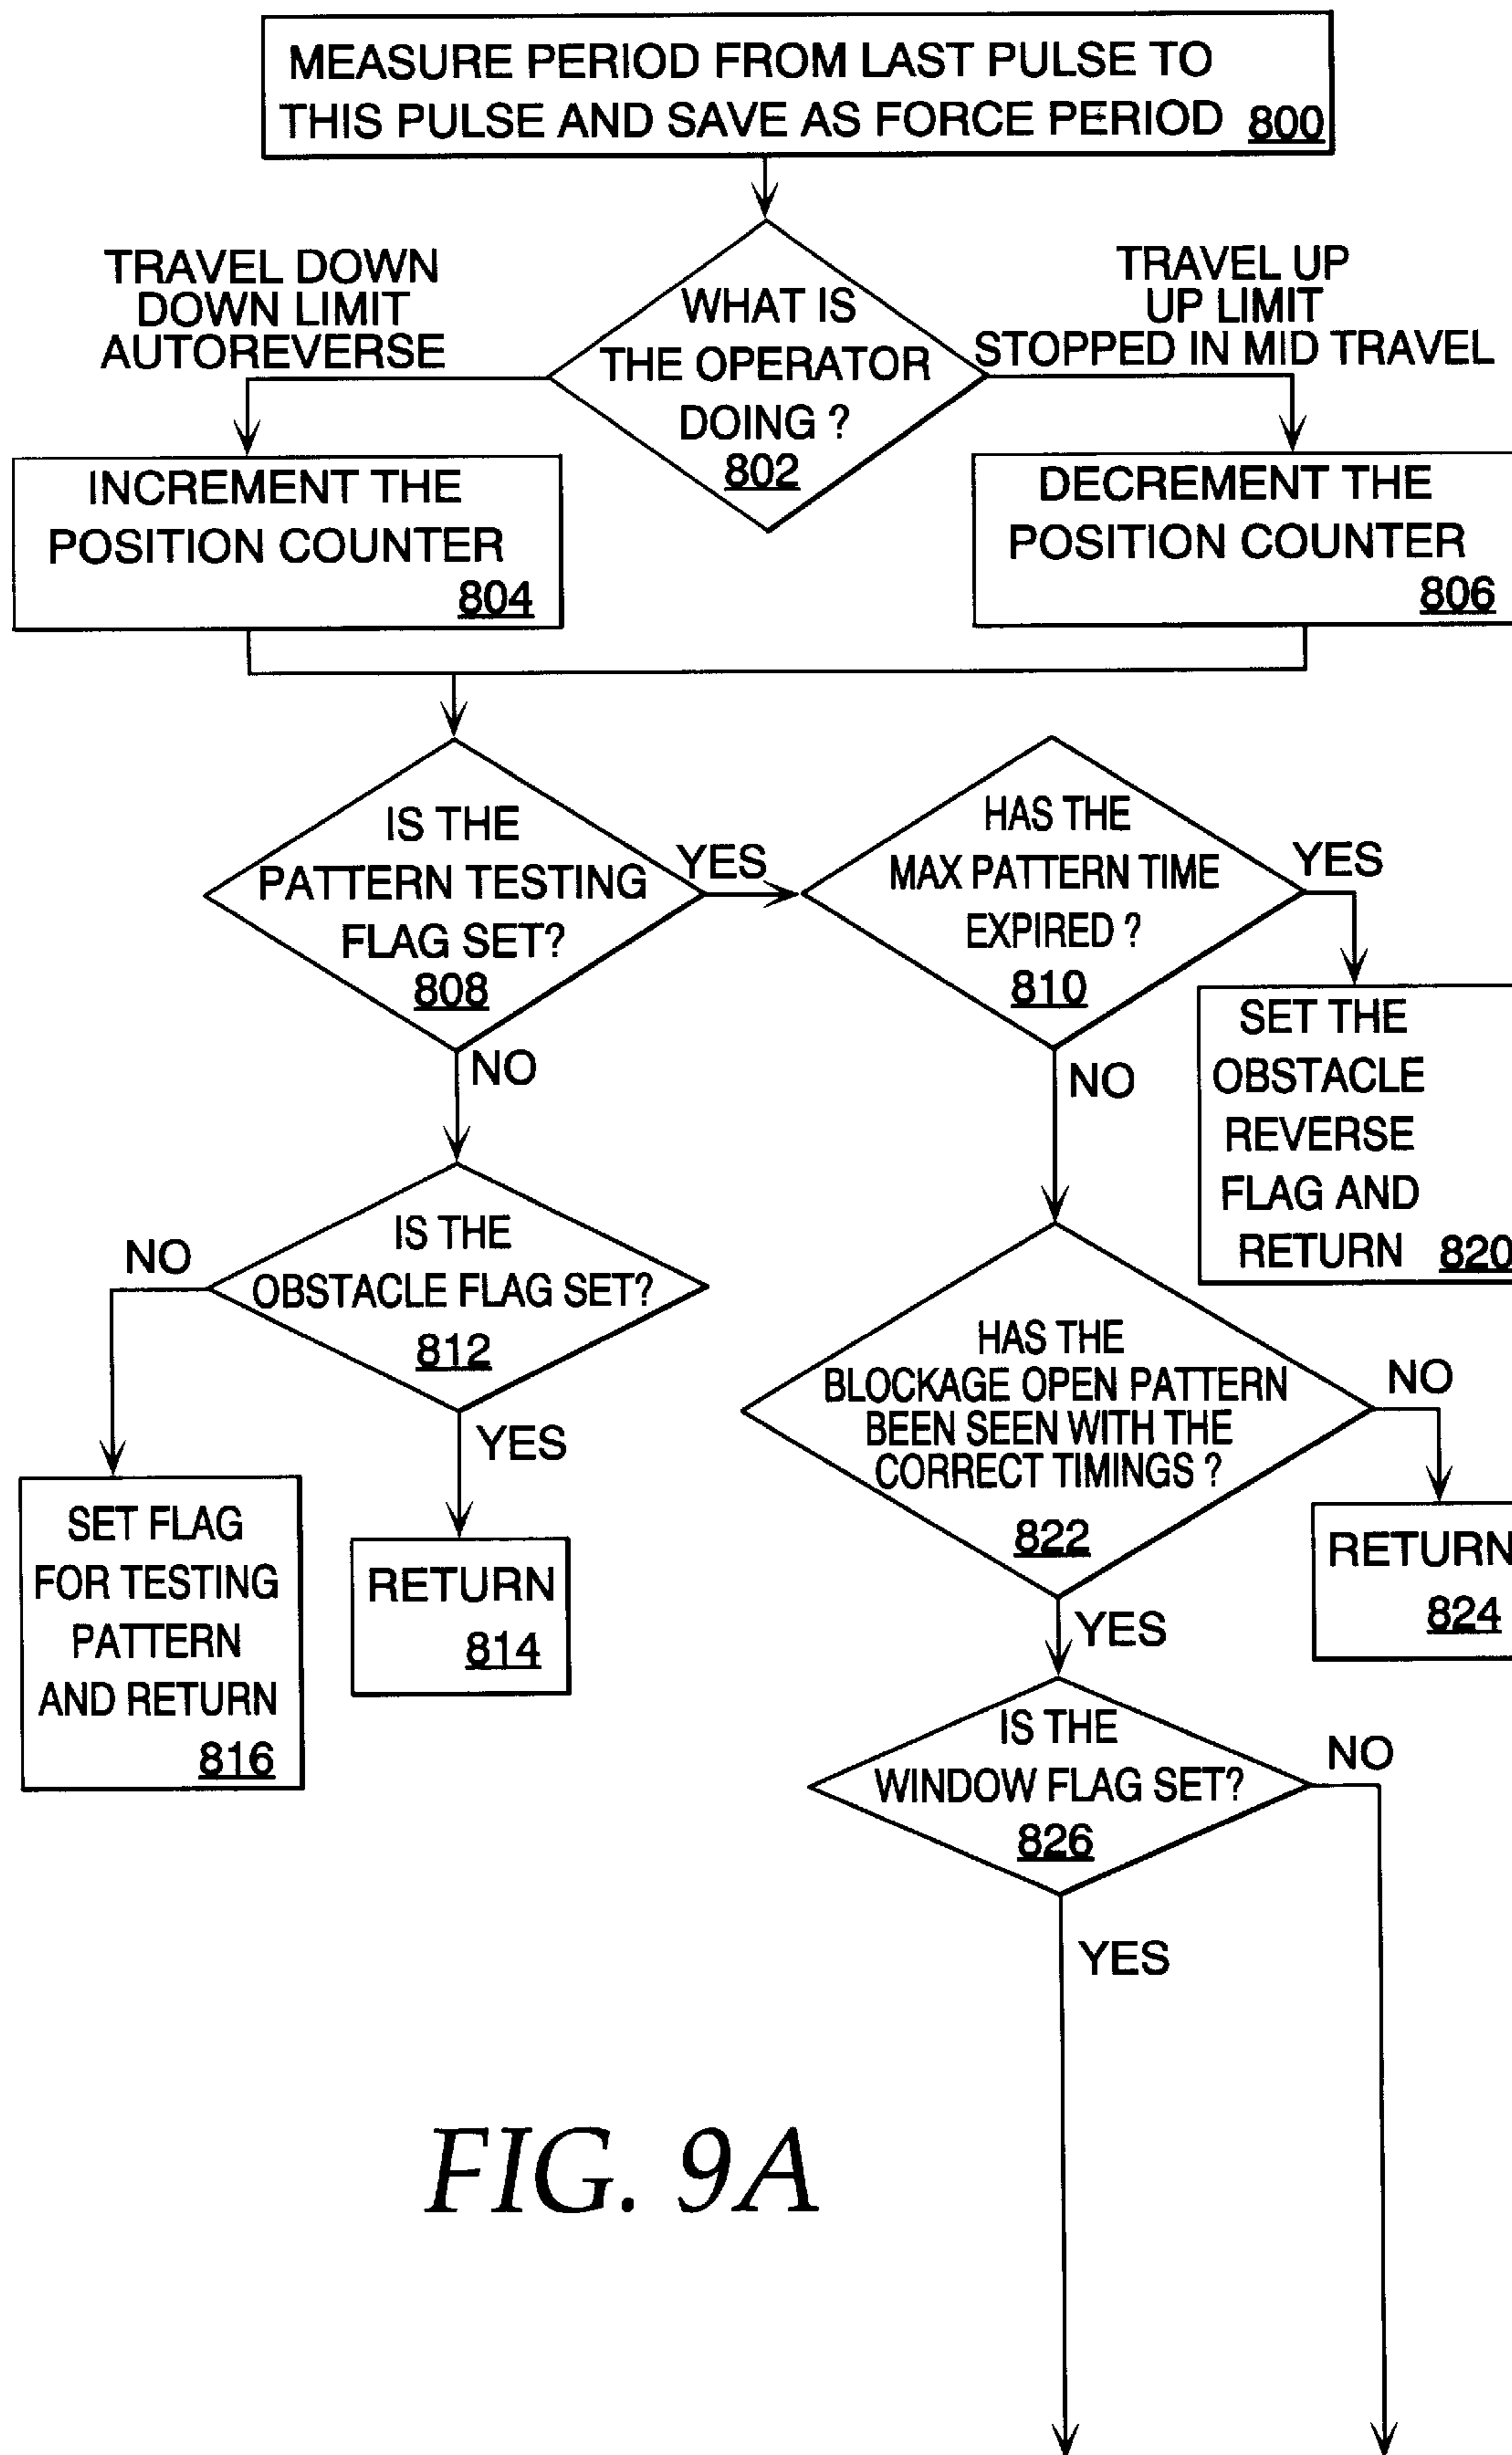 MEASURE PERIOD FROM LAST PULSE TO
THIS PULSE AND SAVE AS FORCE PERIOD 800
TRAVEL DOWN
DOWN LIMIT
AUTOREVERSE
WHAT IS
THE OPERATOR
DOING ?
802
TRAVEL UP
UP LIMIT
STOPPED IN MID TRAVEL
INCREMENT THE
POSITION COUNTER
804
DECREMENT THE
POSITION COUNTER
806
IS THE
PATTERN TESTING
FLAG SET?
808
YES
NO
HAS THE
MAX PATTERN TIME
EXPIRED ?
810
YES
NO
SET THE
OBSTACLE
REVERSE
FLAG AND
RETURN 820
IS THE
OBSTACLE FLAG SET?
812
NO
YES
SET FLAG
FOR TESTING
PATTERN
AND RETURN
816
RETURN
814
HAS THE
BLOCKAGE OPEN PATTERN
BEEN SEEN WITH THE
CORRECT TIMINGS ?
822
NO
YES
RETURN
824
IS THE
WINDOW FLAG SET?
826
NO
YES
FIG. 9A